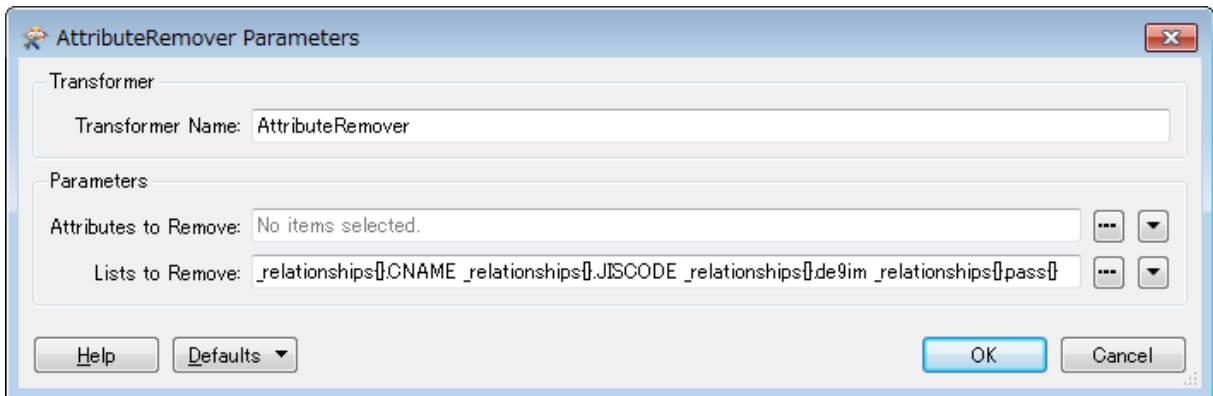 AttributeRemover Parameters
Transformer
Transformer Name: AttributeRemover
Parameters
Attributes to Remove: No items selected.
Lists to Remove: _relationships{}.CNAME _relationships{}.JISCODE _relationships{}.de9im _relationships{}.pass{}
Help Defaults OK Cancel